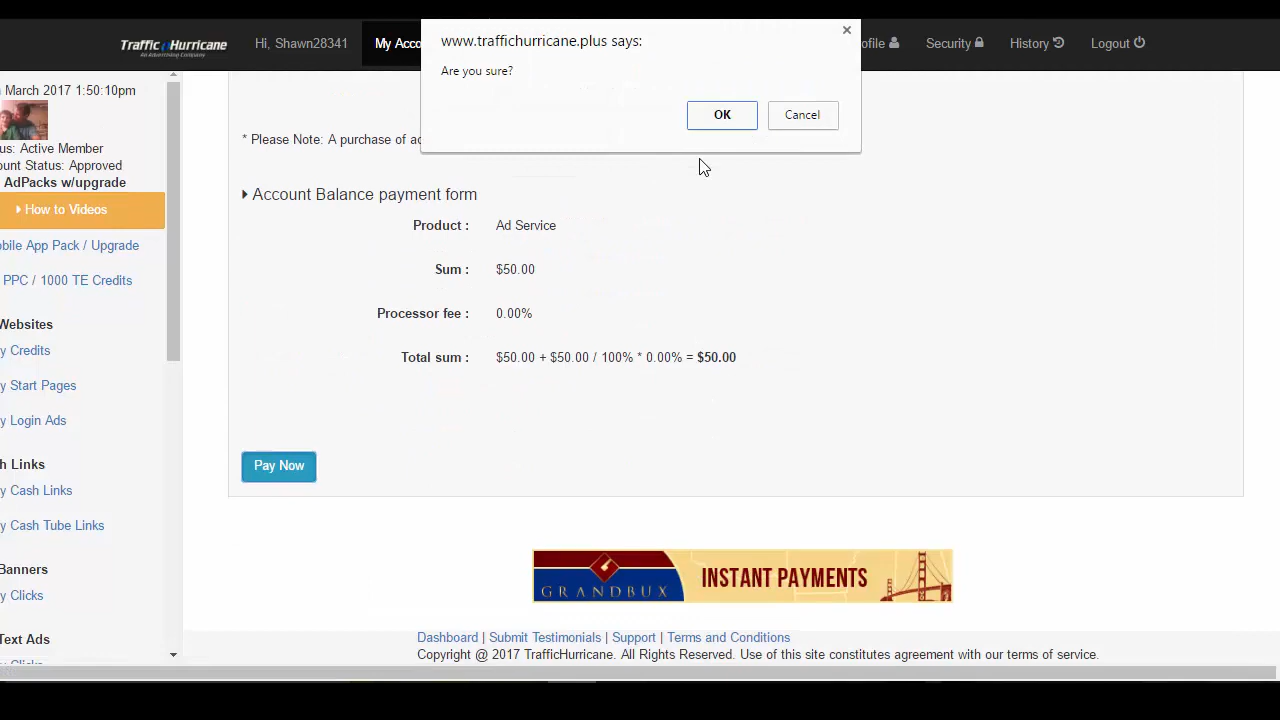 Traffic Hurricane
An Advertising Company
Hi, Shawn28341
My Acco
ofile
Security
History
Logout
www.traffichurricane.plus says:
Are you sure?
OK
Cancel
March 2017 1:50:10pm
us: Active Member
ount Status: Approved
AdPacks w/upgrade
How to Videos
bile App Pack / Upgrade
PPC / 1000 TE Credits
Websites
y Credits
y Start Pages
y Login Ads
h Links
y Cash Links
y Cash Tube Links
Banners
y Clicks
Text Ads
* Please Note: A purchase of ad
Account Balance payment form
Product : Ad Service
Sum : $50.00
Processor fee : 0.00%
Total sum : $50.00 + $50.00 / 100% * 0.00% = $50.00
Pay Now
GRANDBUX
INSTANT PAYMENTS
Dashboard | Submit Testimonials | Support | Terms and Conditions
Copyright @ 2017 TrafficHurricane. All Rights Reserved. Use of this site constitutes agreement with our terms of service.